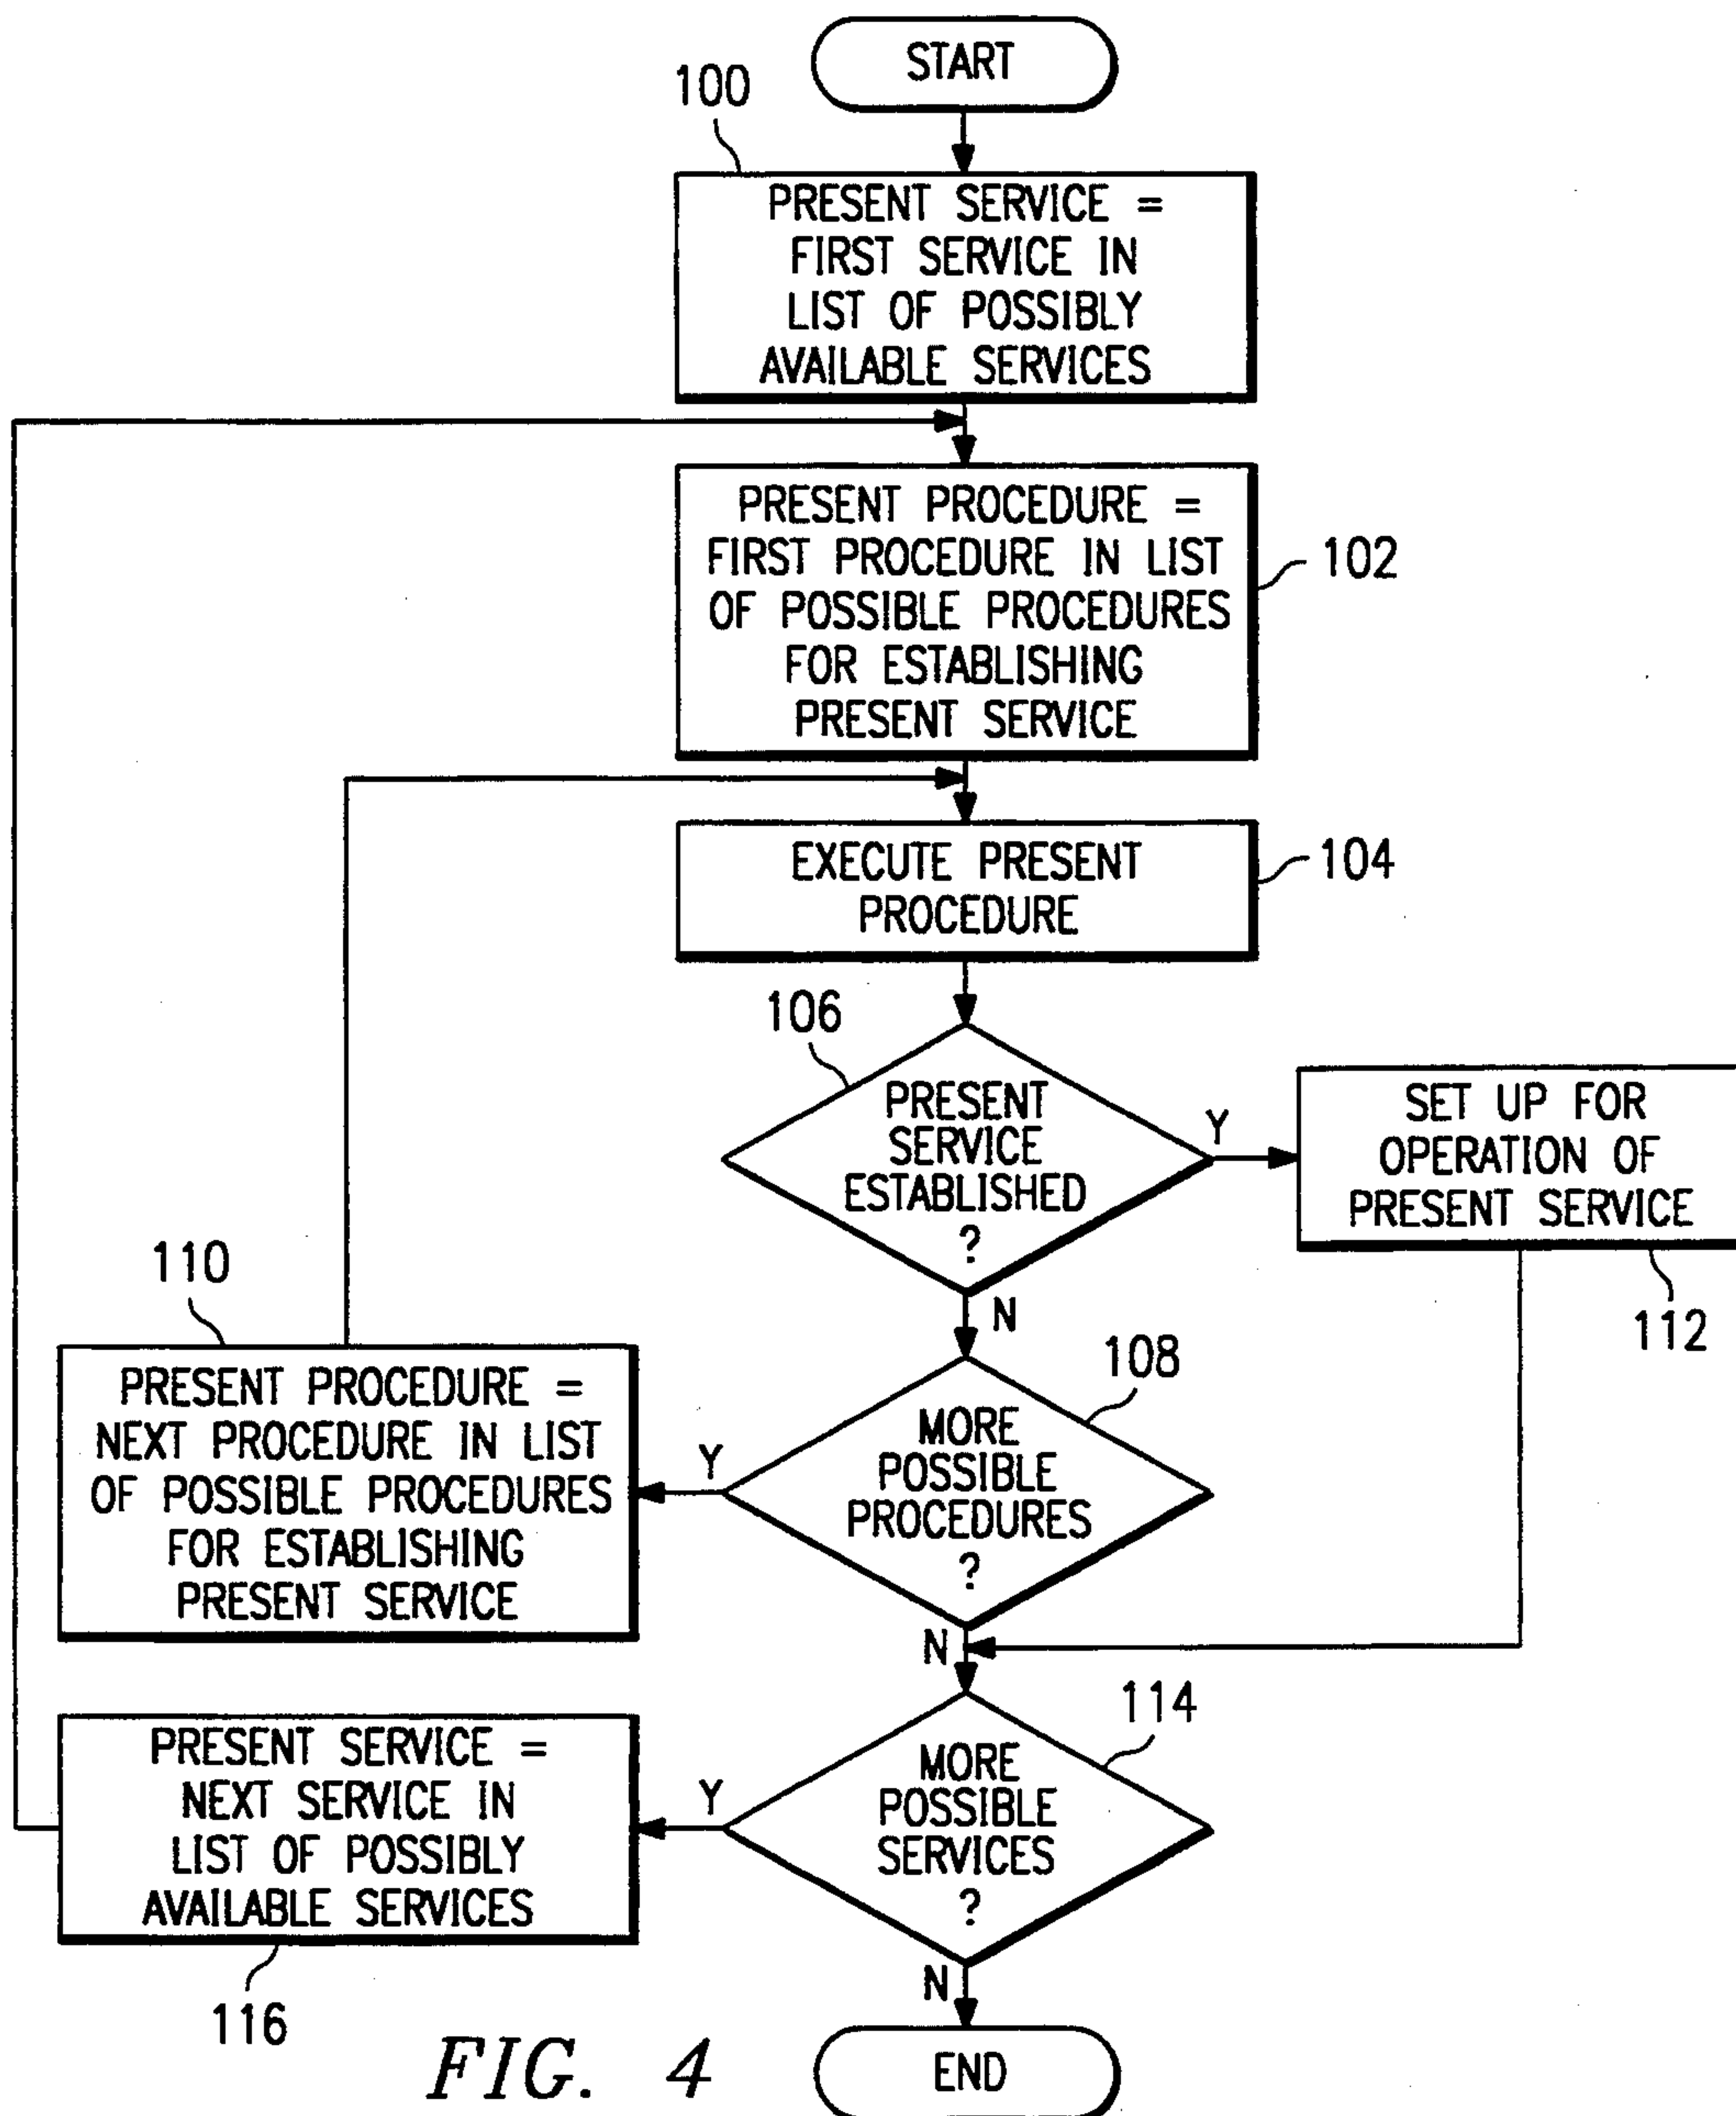 START
100
PRESENT SERVICE =
FIRST SERVICE IN
LIST OF POSSIBLY
AVAILABLE SERVICES
PRESENT PROCEDURE =
FIRST PROCEDURE IN LIST
OF POSSIBLE PROCEDURES
FOR ESTABLISHING
PRESENT SERVICE
102
EXECUTE PRESENT
PROCEDURE
104
106
PRESENT
SERVICE
ESTABLISHED
?
Y
N
SET UP FOR
OPERATION OF
PRESENT SERVICE
112
108
MORE
POSSIBLE
PROCEDURES
?
Y
N
110
PRESENT PROCEDURE =
NEXT PROCEDURE IN LIST
OF POSSIBLE PROCEDURES
FOR ESTABLISHING
PRESENT SERVICE
114
MORE
POSSIBLE
SERVICES
?
Y
N
PRESENT SERVICE =
NEXT SERVICE IN
LIST OF POSSIBLY
AVAILABLE SERVICES
116
END
FIG. 4